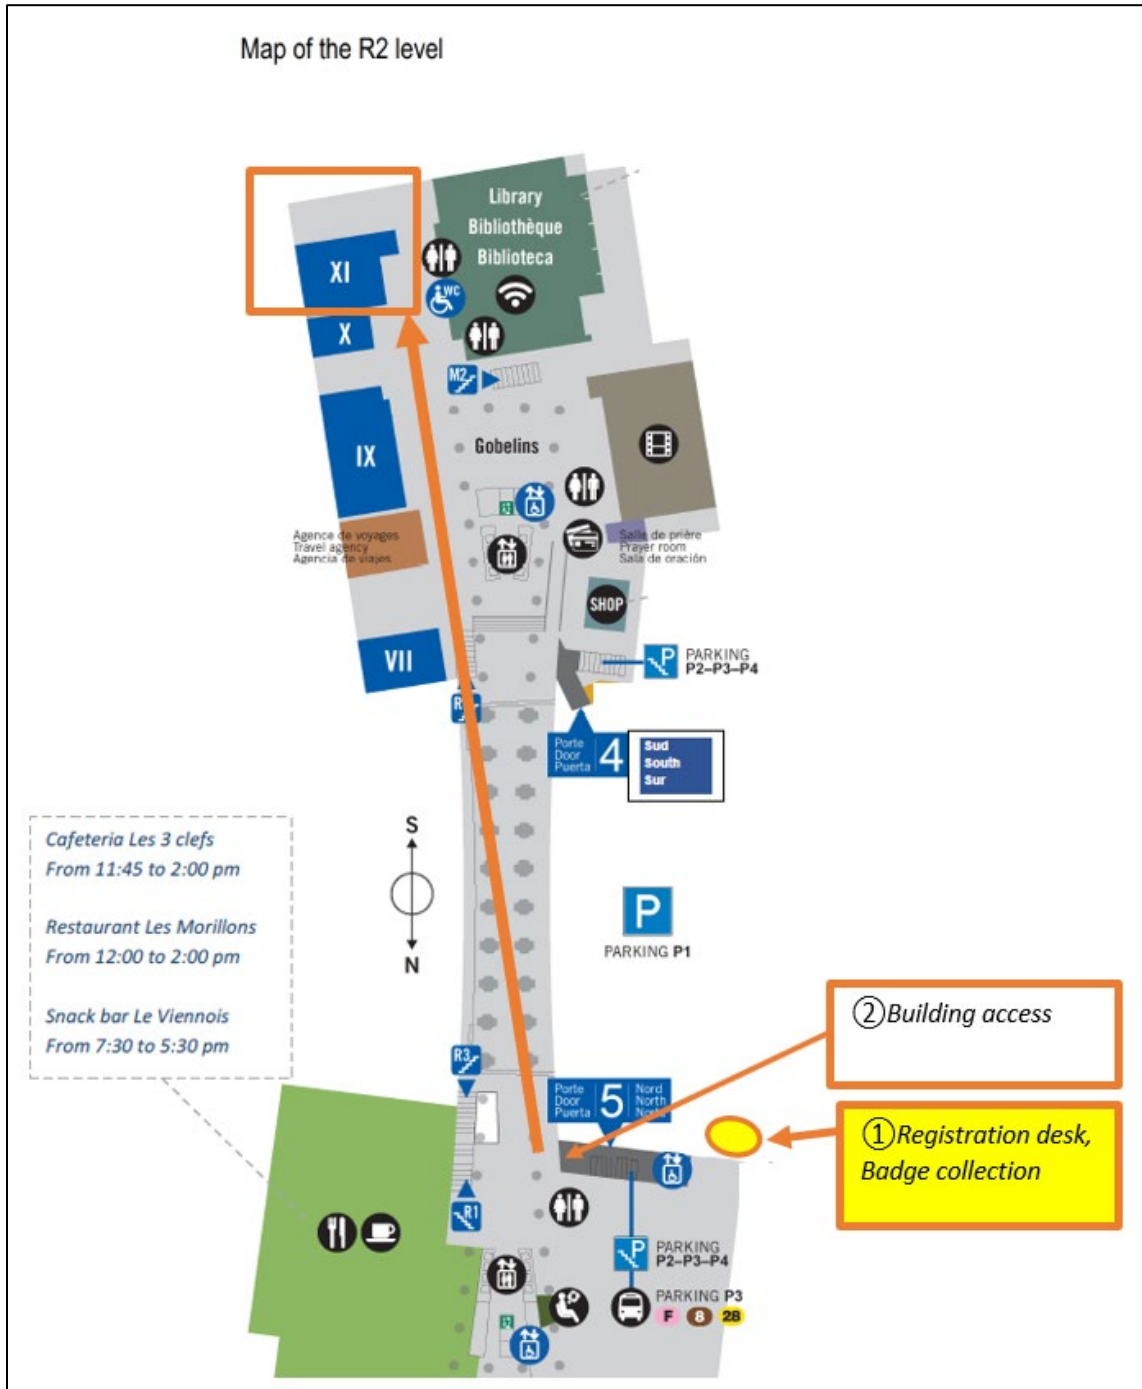 Map of the R2 level
Library
Bibliothèque
Biblioteca
XI
WC
X
M2
IX
Gobelins
Agence de voyages
Travel agency
Agencia de viajes
Salle de prière
Prayer room
Sala de oración
SHOP
VII
P
PARKING
P2–P3–P4
Porte
Door
Puerta
4
Sud
South
Sur
S
N
Cafeteria Les 3 clefs
From 11:45 to 2:00 pm
Restaurant Les Morillons
From 12:00 to 2:00 pm
Snack bar Le Viennois
From 7:30 to 5:30 pm
P
PARKING P1
②Building access
R3
Porte
Door
Puerta
5
Nord
North
①Registration desk,
Badge collection
R1
P
PARKING
P2–P3–P4
PARKING P3
F 8 28